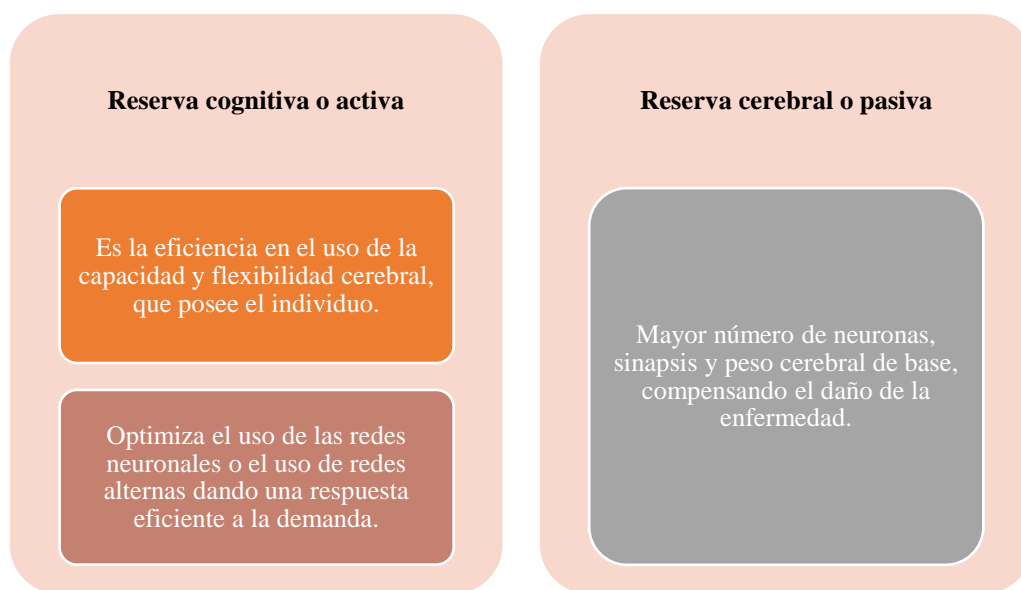 Reserva cognitiva o activa
Es la eficiencia en el uso de la
capacidad y flexibilidad cerebral,
que posee el individuo.
Optimiza el uso de las redes
neuronales o el uso de redes
alternas dando una respuesta
eficiente a la demanda.
Reserva cerebral o pasiva
Mayor número de neuronas,
sinapsis y peso cerebral de base,
compensando el daño de la
enfermedad.